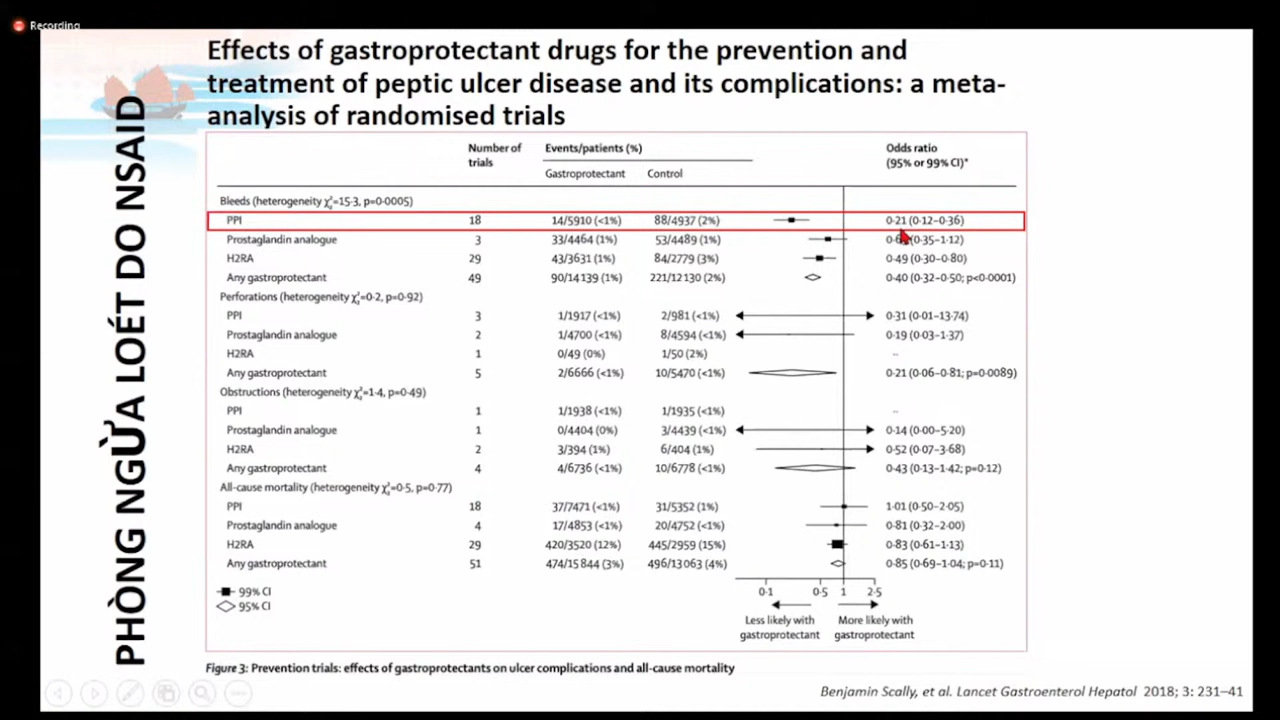 Recording
PHÒNG NGỪA LOÉT DO NSAID
Effects of gastroprotectant drugs for the prevention and
treatment of peptic ulcer disease and its complications: a meta-
analysis of randomised trials
Number of trials Events/patients (%) Odds ratio (95% or 99% CI)*
Gastroprotectant Control
Bleeds (heterogeneity χ²=15·3, p=0·0005)
PPI 18 14/5910 (<1%) 88/4937 (2%) 0·21 (0·12–0·36)
Prostaglandin analogue 3 33/4464 (1%) 53/4489 (1%) (0·35–1·12)
H2RA 29 43/3631 (1%) 84/2779 (3%) 0·49 (0·30–0·80)
Any gastroprotectant 49 90/14 139 (1%) 221/12 130 (2%) 0·40 (0·32–0·50; p<0·0001)
Perforations (heterogeneity χ²=0·2, p=0·92)
PPI 3 1/1917 (<1%) 2/981 (<1%) 0·31 (0·01–13·74)
Prostaglandin analogue 2 1/4700 (<1%) 8/4594 (<1%) 0·19 (0·03–1·37)
H2RA 1 0/49 (0%) 1/50 (2%) ··
Any gastroprotectant 5 2/6666 (<1%) 10/5470 (<1%) 0·21 (0·06–0·81; p=0·0089)
Obstructions (heterogeneity χ²=1·4, p=0·49)
PPI 1 1/1938 (<1%) 1/1935 (<1%) ··
Prostaglandin analogue 1 0/4404 (0%) 3/4439 (<1%) 0·14 (0·00–5·20)
H2RA 2 3/394 (1%) 6/404 (1%) 0·52 (0·07–3·68)
Any gastroprotectant 4 4/6736 (<1%) 10/6778 (<1%) 0·43 (0·13–1·42; p=0·12)
All-cause mortality (heterogeneity χ²=0·5, p=0·77)
PPI 18 37/7471 (<1%) 31/5352 (1%) 1·01 (0·50–2·05)
Prostaglandin analogue 4 17/4853 (<1%) 20/4752 (<1%) 0·81 (0·32–2·00)
H2RA 29 420/3520 (12%) 445/2959 (15%) 0·83 (0·61–1·13)
Any gastroprotectant 51 474/15 844 (3%) 496/13 063 (4%) 0·85 (0·69–1·04; p=0·11)
99% CI
95% CI
0·1 0·5 1 2·5
Less likely with gastroprotectant
More likely with gastroprotectant
Figure 3: Prevention trials: effects of gastroprotectants on ulcer complications and all-cause mortality
Benjamin Scally, et al. Lancet Gastroenterol Hepatol 2018; 3: 231–41